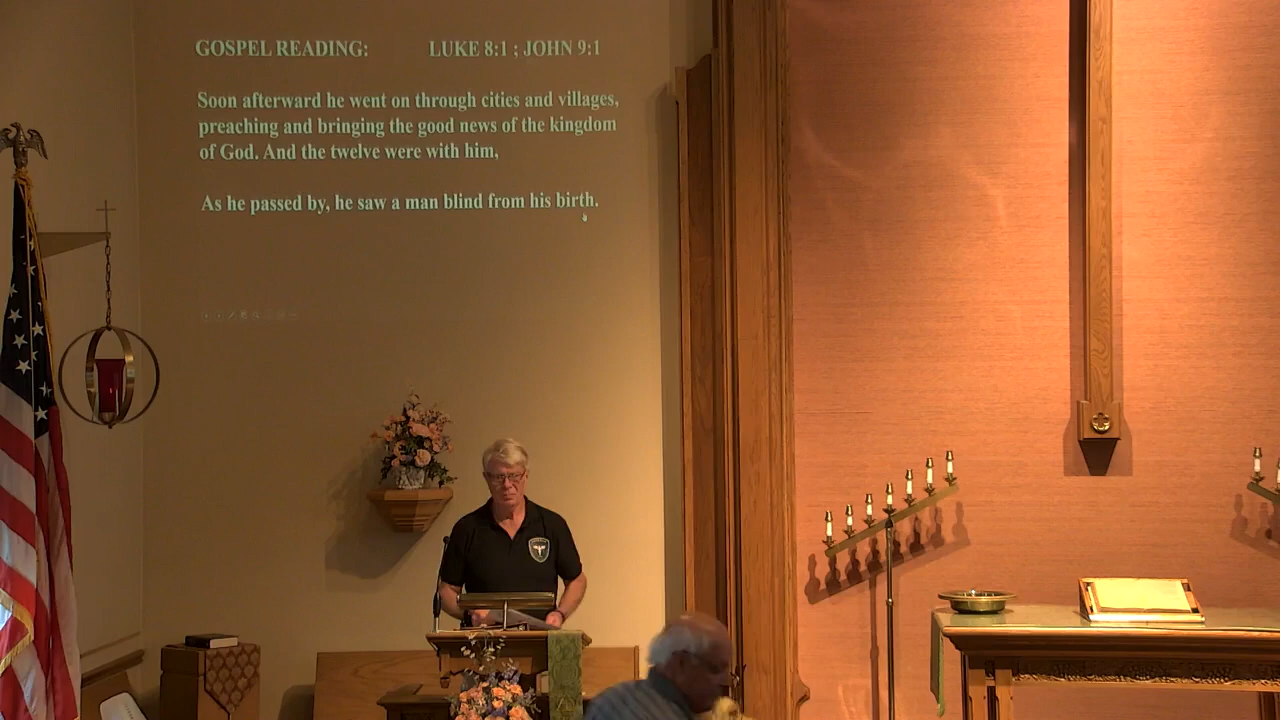 GOSPEL READING: LUKE 8:1 ; JOHN 9:1
Soon afterward he went on through cities and villages,
preaching and bringing the good news of the kingdom
of God. And the twelve were with him,
As he passed by, he saw a man blind from his birth.